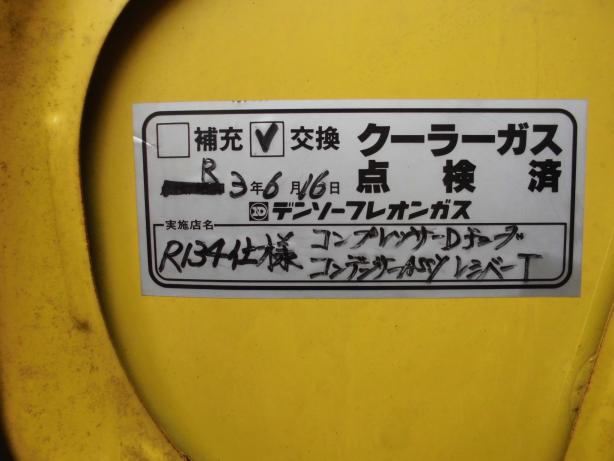 補充 ✓ 交換 クーラーガス
R3年6月16日 点検済
デンソーフレオンガス
実施店名
R134仕様 コンプレッサーDチューブ
コンデンサーASSY レシーバーT